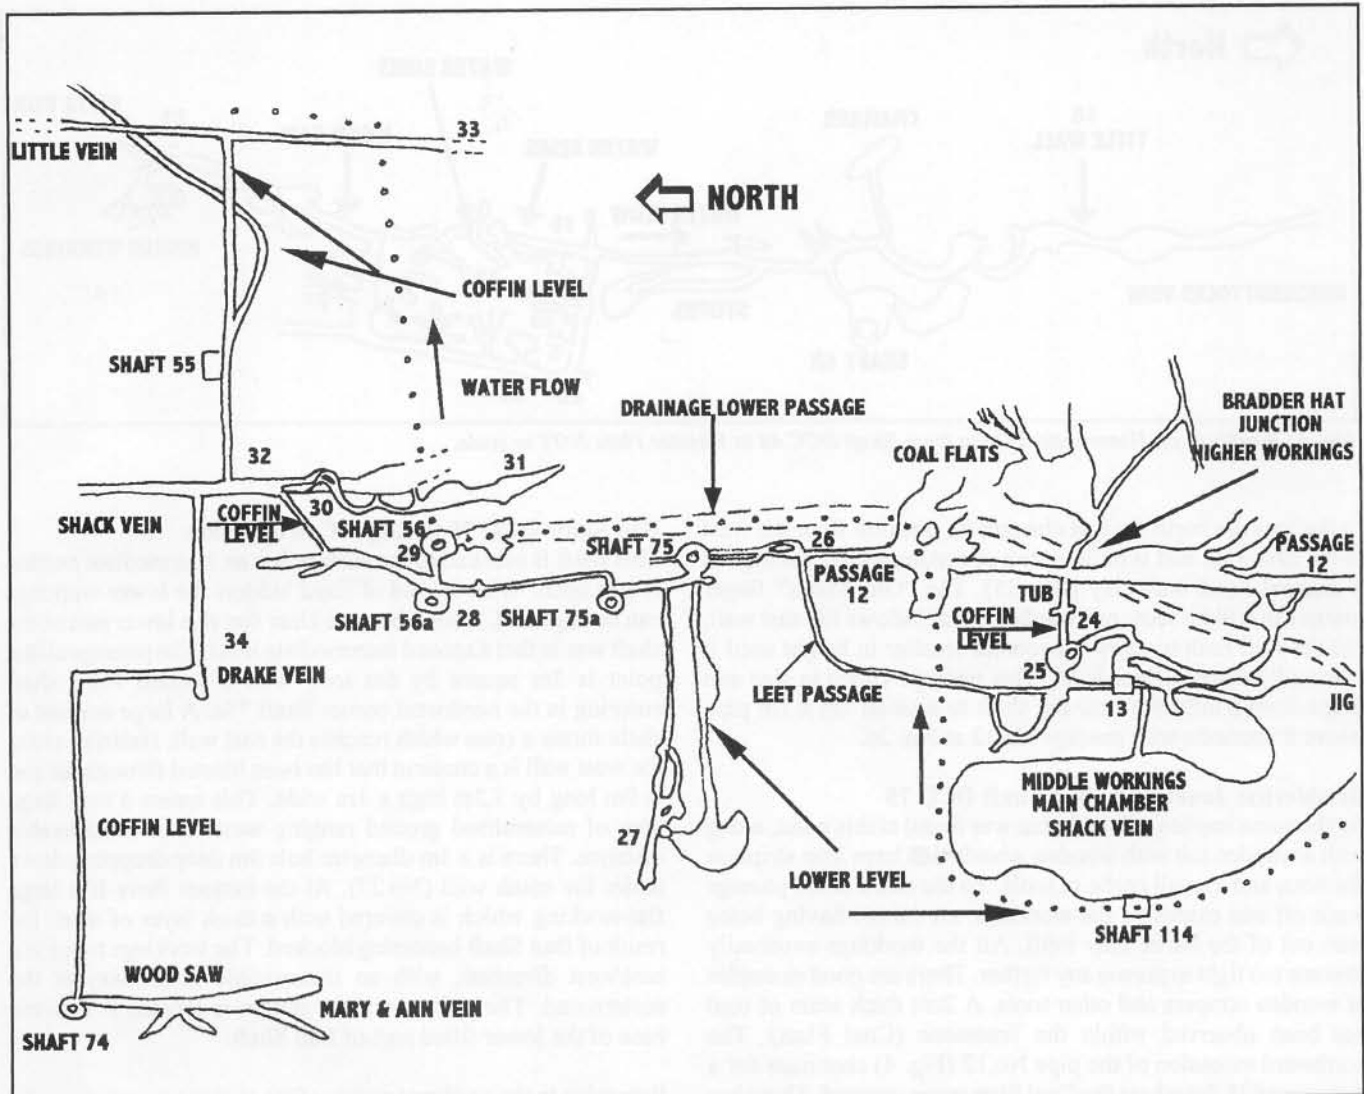 33
LITTLE VEIN
NORTH
COFFIN LEVEL
SHAFT 55
WATER FLOW
DRAINAGE LOWER PASSAGE
BRADDER HAT
JUNCTION
HIGHER WORKINGS
COAL FLATS
32
31
30
SHACK VEIN
COFFIN
LEVEL
SHAFT 56
29
SHAFT 75
26
PASSAGE
12
PASSAGE
12
TUB
24
COFFIN
LEVEL
SHAFT 56a
28
SHAFT 75a
25
34
DRAKE VEIN
LEET PASSAGE
13
JIG
MIDDLE WORKINGS
MAIN CHAMBER
SHACK VEIN
COFFIN LEVEL
27
LOWER LEVEL
SHAFT 114
WOOD SAW
MARY & ANN VEIN
SHAFT 74